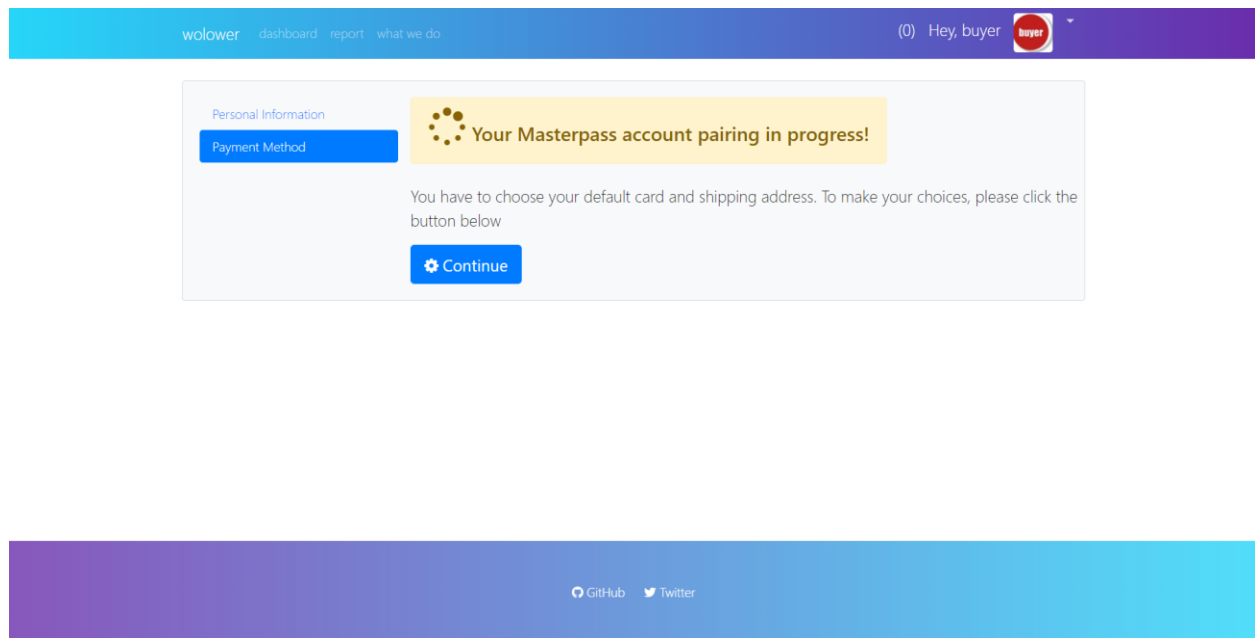 wolower dashboard report what we do (0) Hey, buyer buyer
Personal Information
Payment Method
Your Masterpass account pairing in progress!
You have to choose your default card and shipping address. To make your choices, please click the
button below
Continue
GitHub Twitter